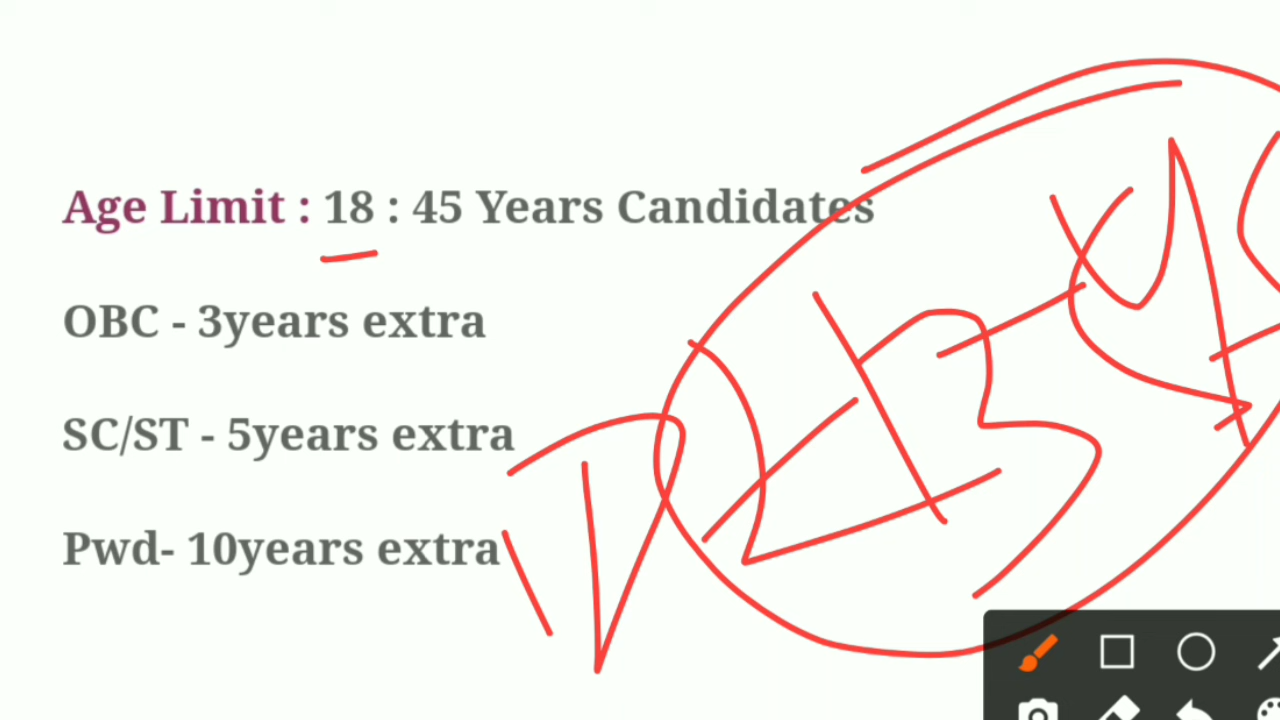 Age Limit : 18 : 45 Years Candidates
OBC - 3years extra
SC/ST - 5years extra
Pwd- 10years extra